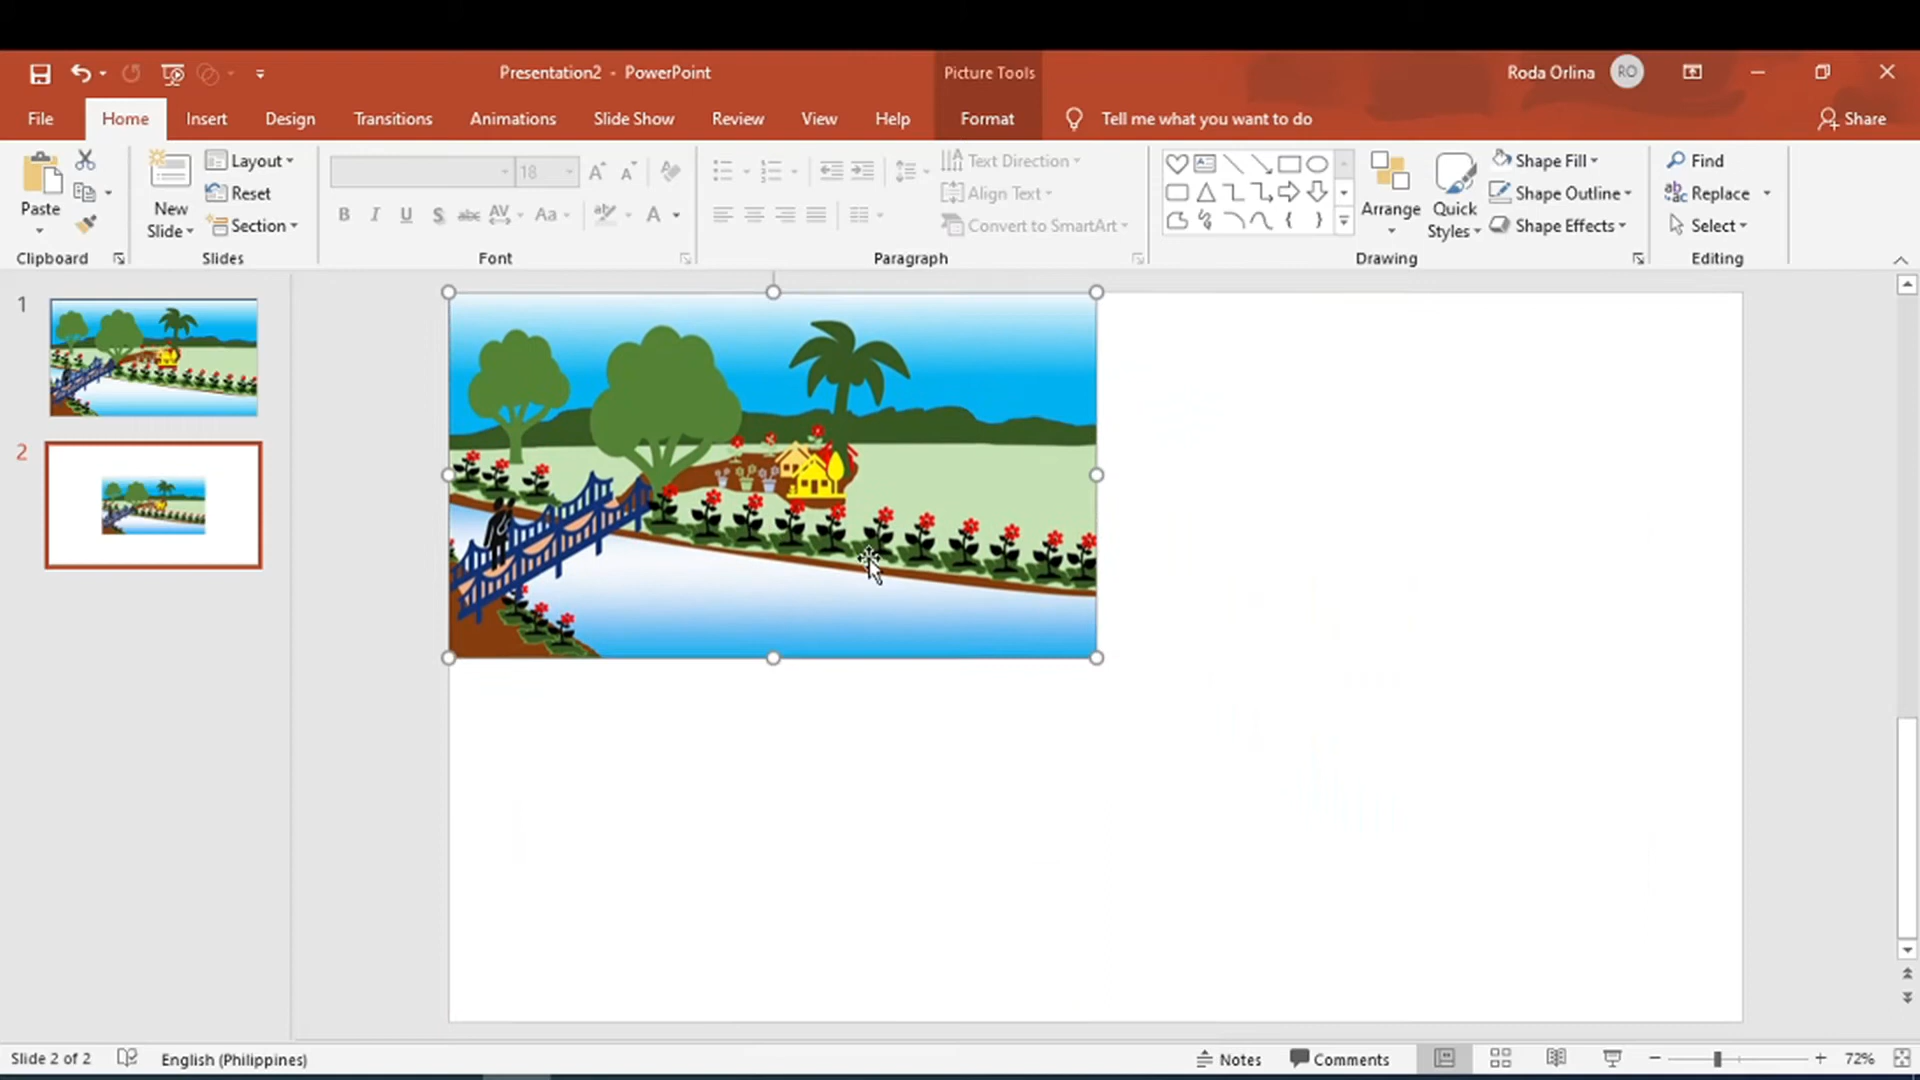 Presentation2 - PowerPoint
Picture Tools
Roda Orlina
RO
File
Home
Insert
Design
Transitions
Animations
Slide Show
Review
View
Help
Format
Tell me what you want to do
Share
Paste
Clipboard
New
Slide
Layout
Reset
Section
Slides
18
B I U S abc AV Aa A
Font
Text Direction
Align Text
Convert to SmartArt
Paragraph
Arrange
Quick
Styles
Shape Fill
Shape Outline
Shape Effects
Drawing
Find
Replace
Select
Editing
1
2
Slide 2 of 2
English (Philippines)
Notes
Comments
72%